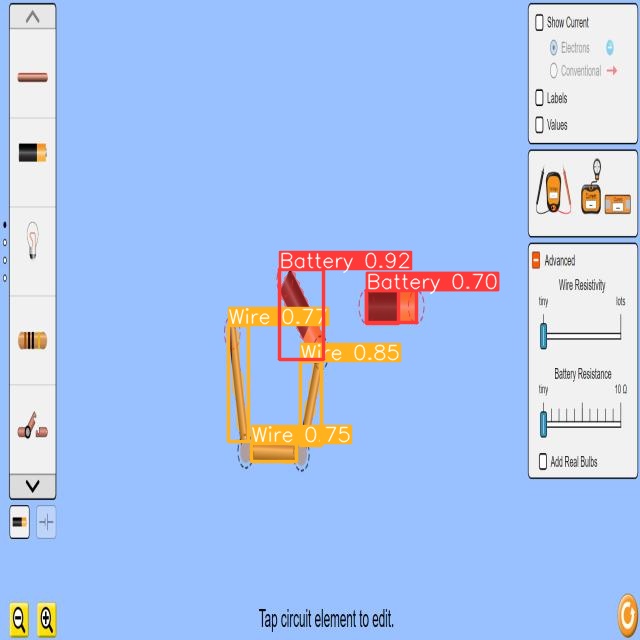 Show Current
Electrons
Conventional
Labels
Values
Advanced
Wire Resistivity
tiny lots
Battery Resistance
tiny 10 Ω
Add Real Bulbs
Battery 0.92
Battery 0.70
Wire 0.77
Wire 0.85
Wire 0.75
Tap circuit element to edit.